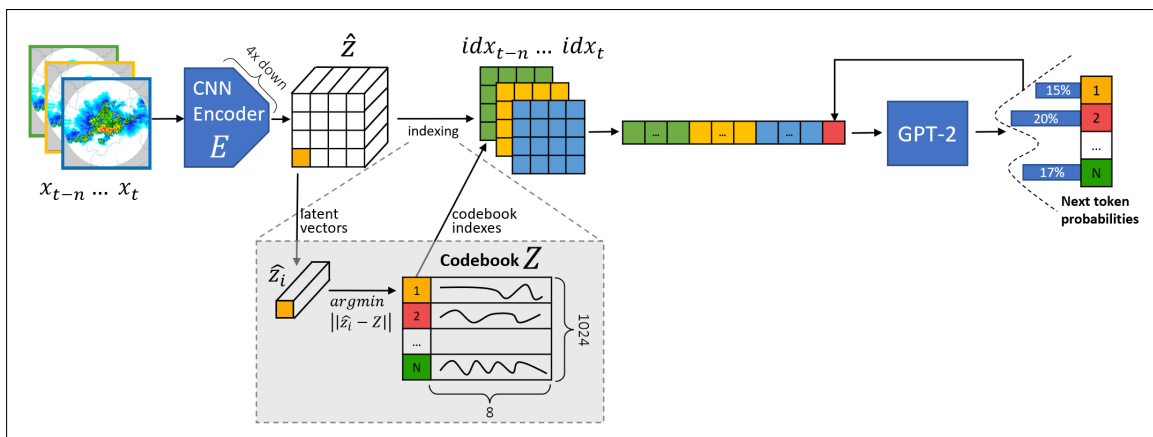 4x down
CNN
Encoder
E
ẑ
idx_{t-n} ... idx_t
x_{t-n} ... x_t
indexing
... ... ...
GPT-2
15%
20%
17%
1
2
...
N
Next token
probabilities
latent
vectors
codebook
indexes
Codebook Z
ẑ_i
argmin
||ẑ_i − Z||
1
2
...
N
1024
8